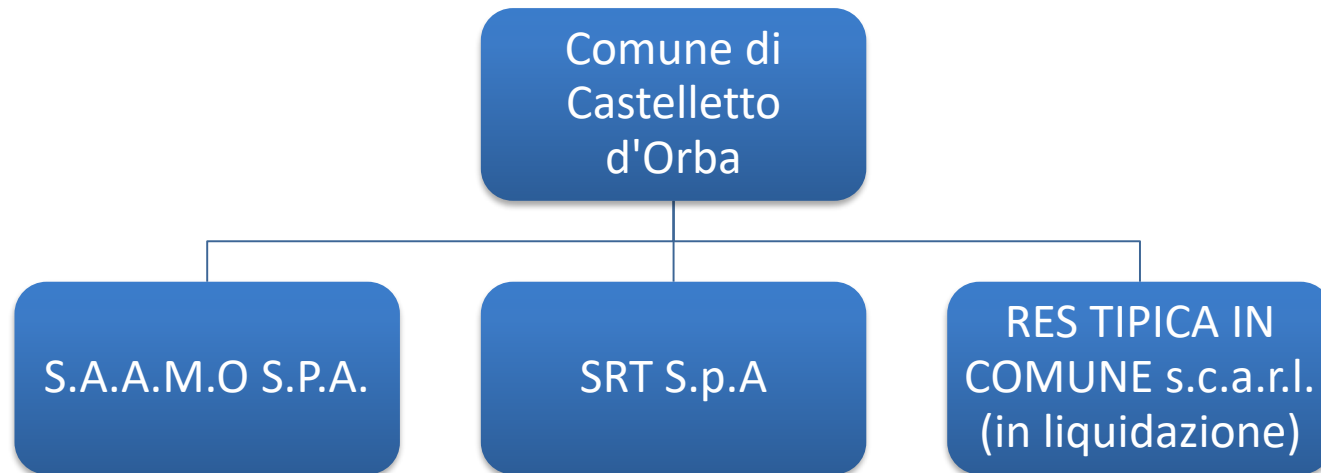 Comune di
Castelletto
d'Orba
S.A.A.M.O S.P.A.
SRT S.p.A
RES TIPICA IN
COMUNE s.c.a.r.l.
(in liquidazione)